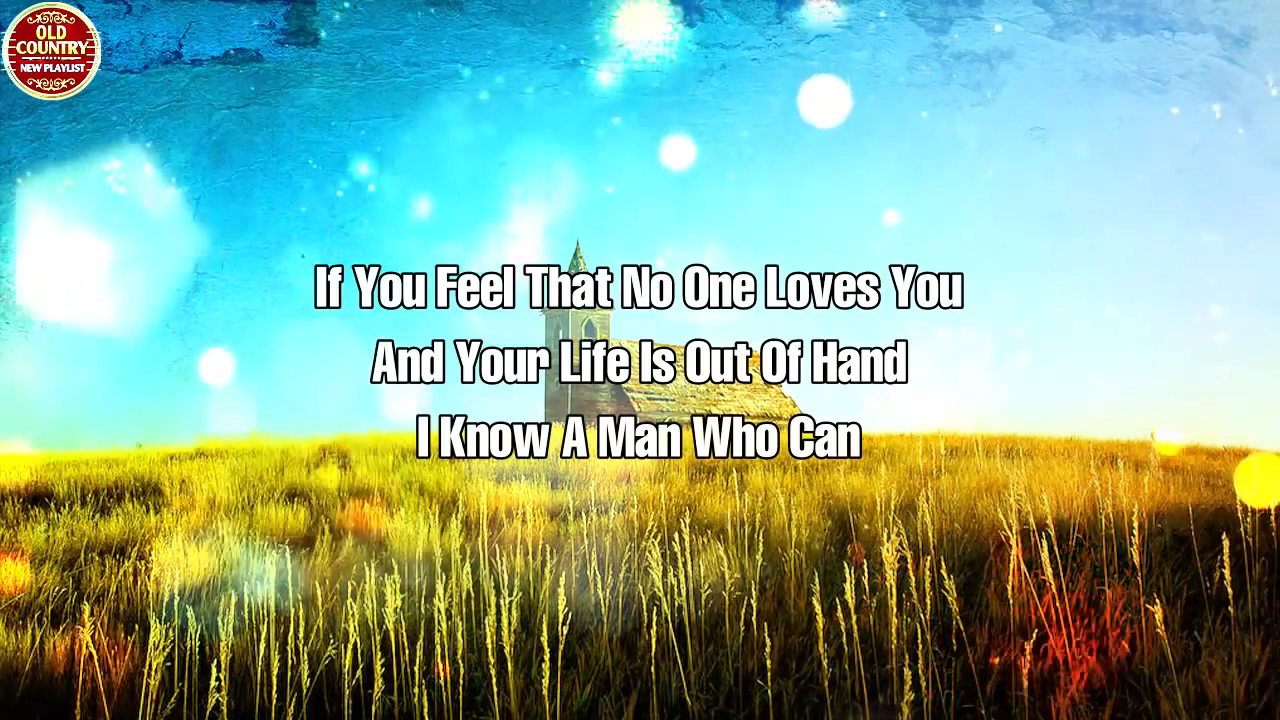 OLD
COUNTRY
NEW PLAYLIST
If You Feel That No One Loves You
And Your Life Is Out Of Hand
I Know A Man Who Can